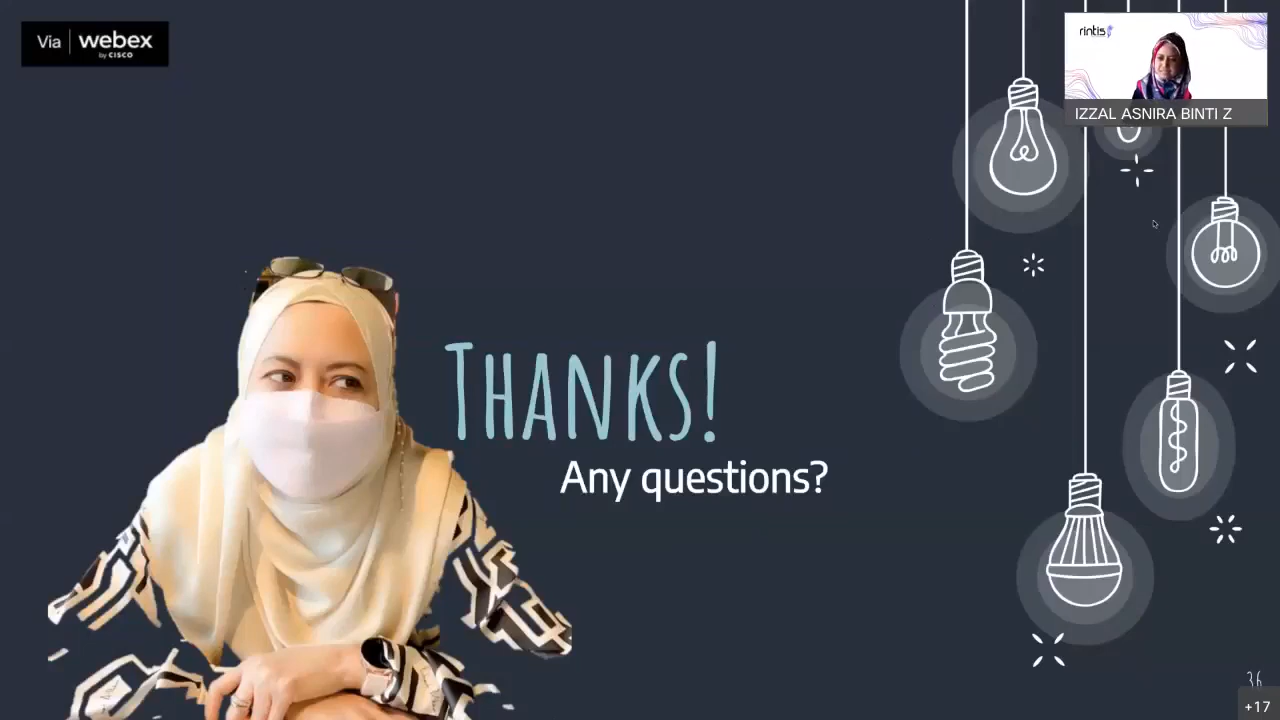 Via webex
by CISCO
rintis
IZZAL ASNIRA BINTI Z
THANKS!
Any questions?
36
+17